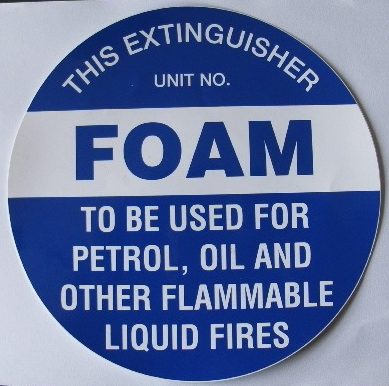 THIS EXTINGUISHER
UNIT NO.
FOAM
TO BE USED FOR
PETROL, OIL AND
OTHER FLAMMABLE
LIQUID FIRES